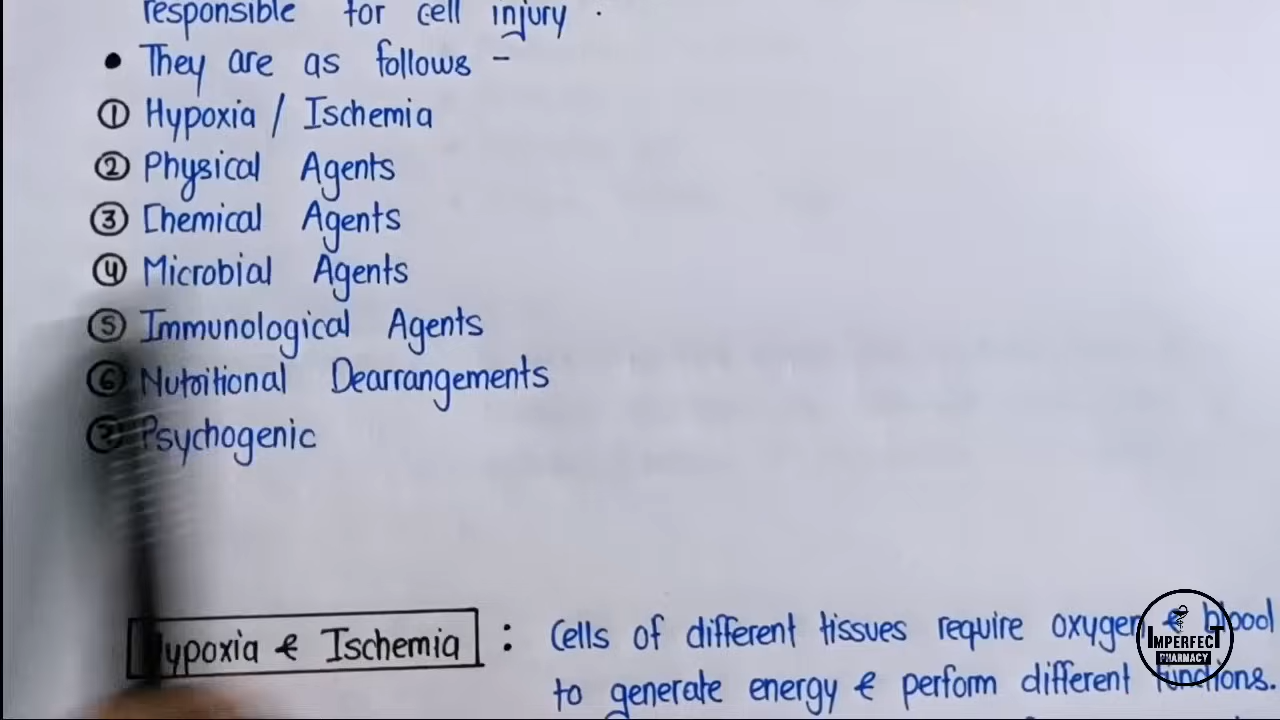 responsible for cell injury.
• They are as follows -
① Hypoxia / Ischemia
② Physical Agents
③ Chemical Agents
④ Microbial Agents
⑤ Immunological Agents
⑥ Nutritional Dearrangements
⑦ Psychogenic
Hypoxia & Ischemia : Cells of different tissues require oxygen & blood
to generate energy & perform different functions.
IMPERFECT
PHARMACY